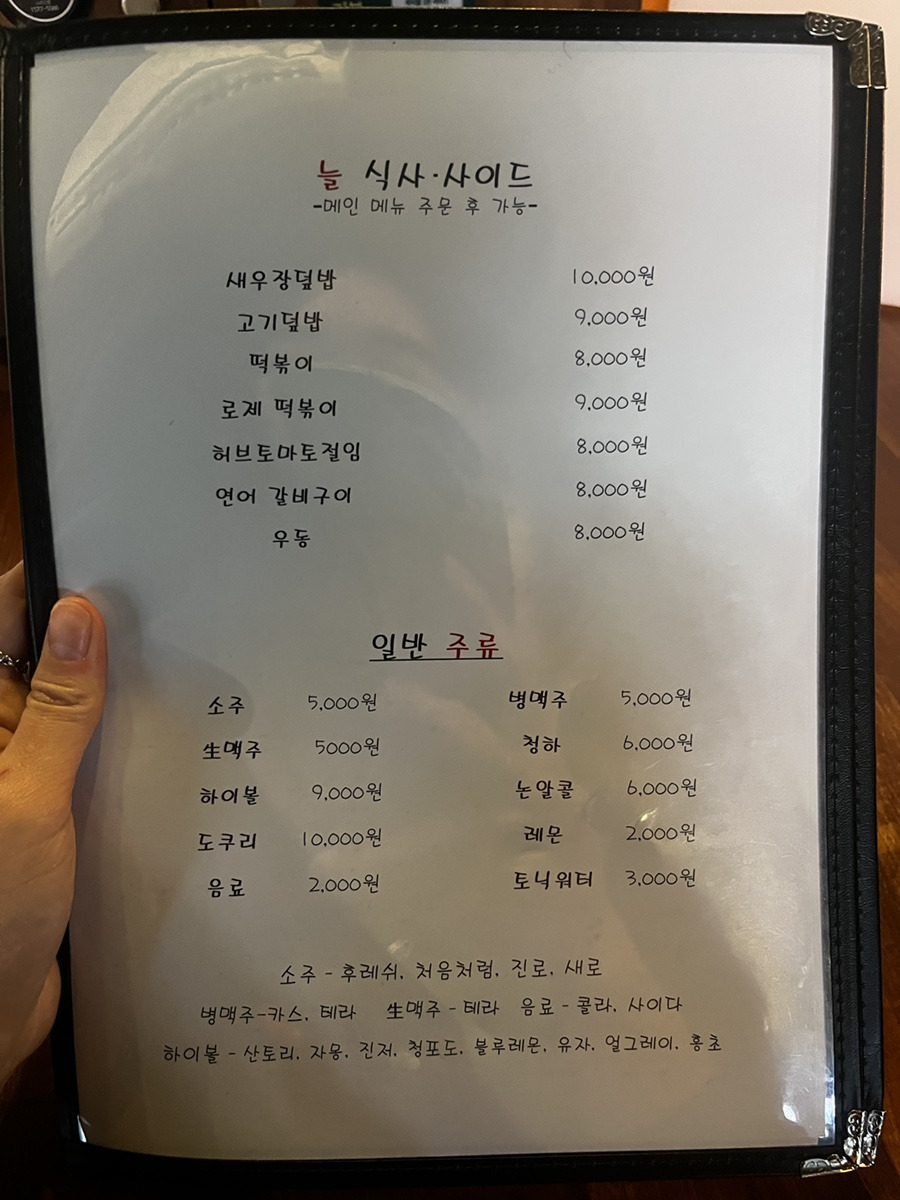 1577-5586
늘 식사·사이드
-메인 메뉴 주문 후 가능-
새우장덮밥 10,000원
고기덮밥 9,000원
떡볶이 8,000원
로제 떡볶이 9,000원
허브토마토절임 8,000원
연어 갈비구이 8,000원
우동 8,000원
일반 주류
소주 5,000원 병맥주 5,000원
生맥주 5000원 청하 6,000원
하이볼 9,000원 논알콜 6,000원
도쿠리 10,000원 레몬 2,000원
음료 2,000원 토닉워터 3,000원
소주 - 후레쉬, 처음처럼, 진로, 새로
병맥주-카스, 테라 生맥주 - 테라 음료 - 콜라, 사이다
하이볼 - 산토리, 자몽, 진저, 청포도, 블루레몬, 유자, 얼그레이, 홍초